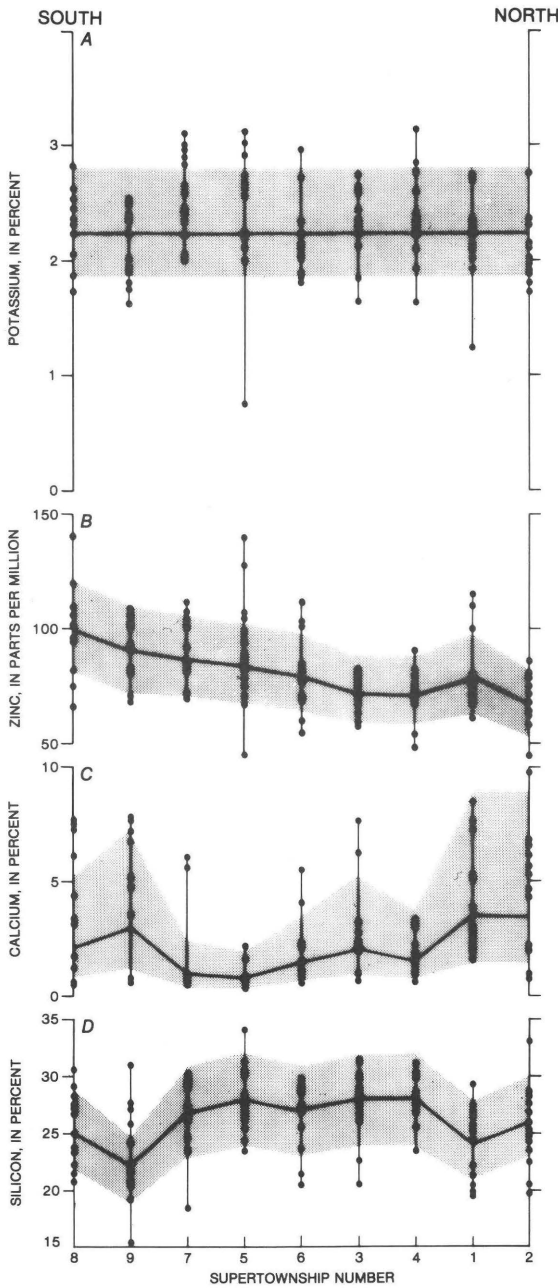 SOUTH NORTH
A
3
2
1
0
POTASSIUM, IN PERCENT
B
150
100
50
ZINC, IN PARTS PER MILLION
C
10
5
0
CALCIUM, IN PERCENT
D
35
30
25
20
15
SILICON, IN PERCENT
8 9 7 5 6 3 4 1 2
SUPERTOWNSHIP NUMBER